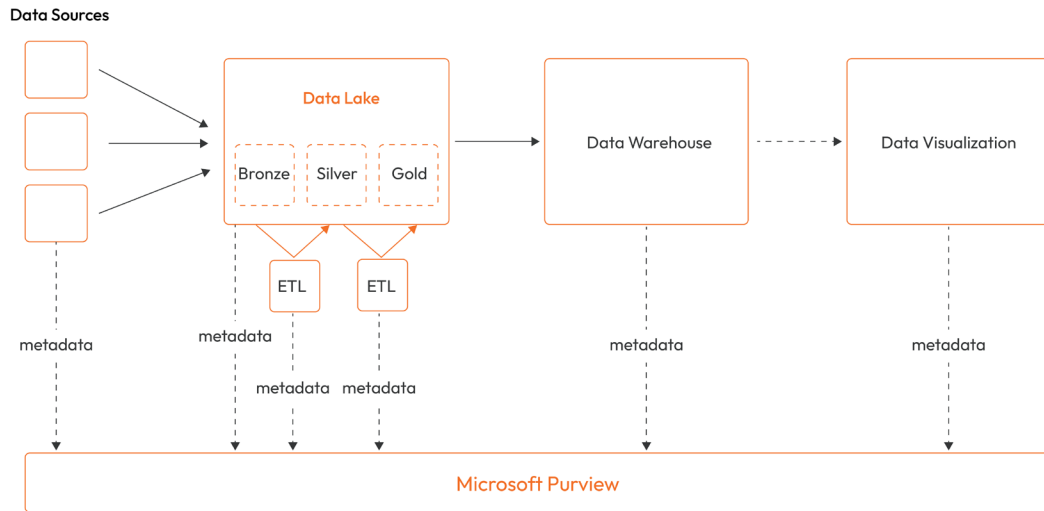 Data Sources
Data Lake
Bronze
Silver
Gold
Data Warehouse
Data Visualization
ETL
ETL
metadata
metadata
metadata
metadata
metadata
metadata
Microsoft Purview